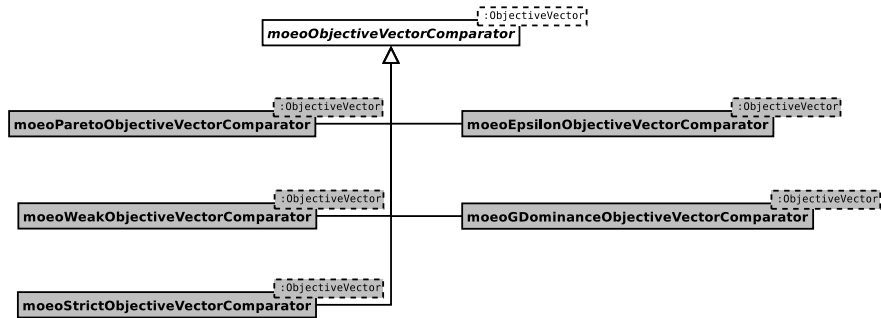 :ObjectiveVector
moeoObjectiveVectorComparator
:ObjectiveVector
:ObjectiveVector
moeoParetoObjectiveVectorComparator
moeoEpsilonObjectiveVectorComparator
:ObjectiveVector
:ObjectiveVector
moeoWeakObjectiveVectorComparator
moeoGDominanceObjectiveVectorComparator
:ObjectiveVector
moeoStrictObjectiveVectorComparator